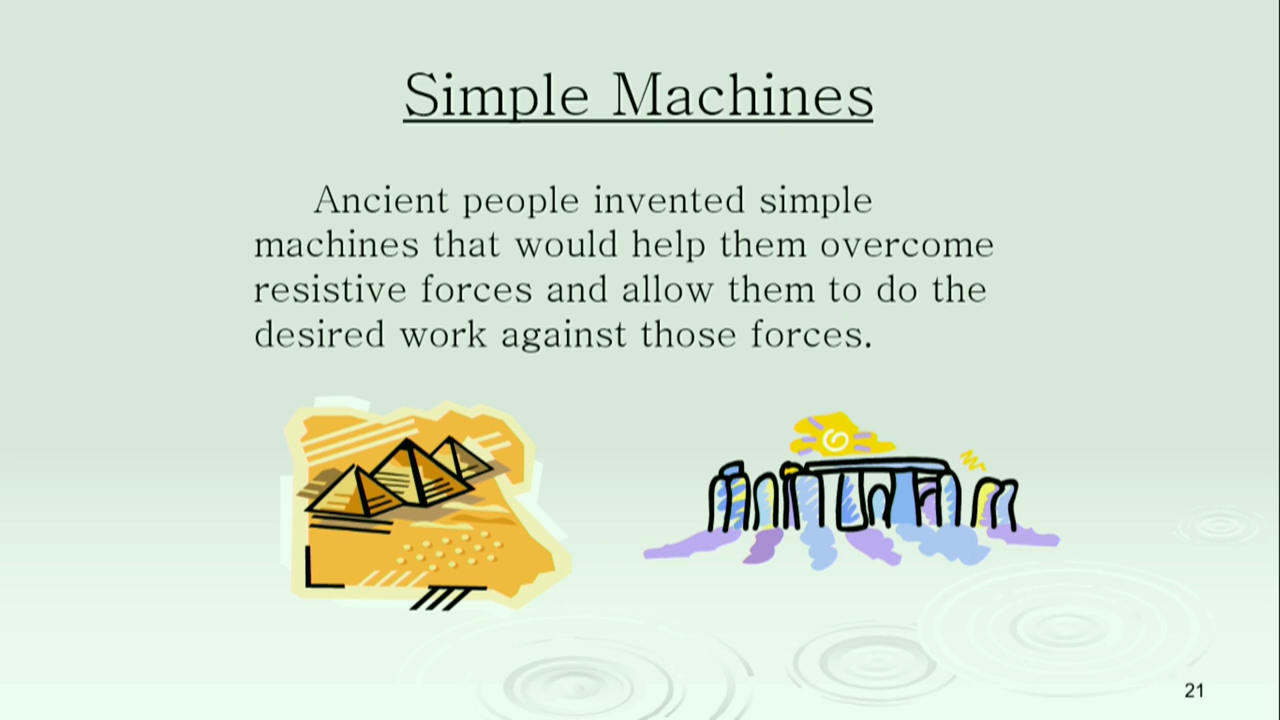 Simple Machines
Ancient people invented simple
machines that would help them overcome
resistive forces and allow them to do the
desired work against those forces.
21